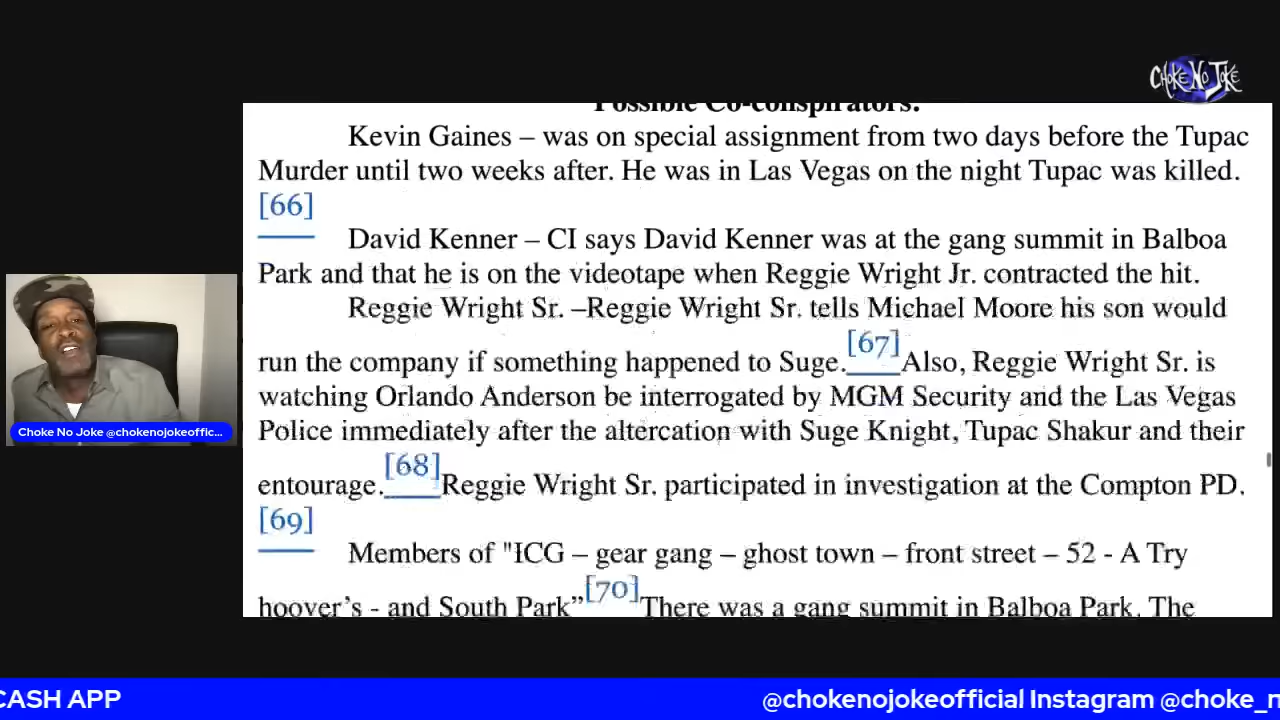 CHOKE NO JOKE
Possible Co-conspirators:
Kevin Gaines – was on special assignment from two days before the Tupac
Murder until two weeks after. He was in Las Vegas on the night Tupac was killed.
[66]
David Kenner – CI says David Kenner was at the gang summit in Balboa
Park and that he is on the videotape when Reggie Wright Jr. contracted the hit.
Reggie Wright Sr. –Reggie Wright Sr. tells Michael Moore his son would
run the company if something happened to Suge.[67]Also, Reggie Wright Sr. is
watching Orlando Anderson be interrogated by MGM Security and the Las Vegas
Police immediately after the altercation with Suge Knight, Tupac Shakur and their
entourage.[68]Reggie Wright Sr. participated in investigation at the Compton PD.
[69]
Members of "ICG – gear gang – ghost town – front street – 52 - A Try
hoover’s - and South Park”[70]There was a gang summit in Balboa Park. The
Choke No Joke @chokenojokeoffic...
CASH APP
@chokenojokeofficial Instagram @choke_n